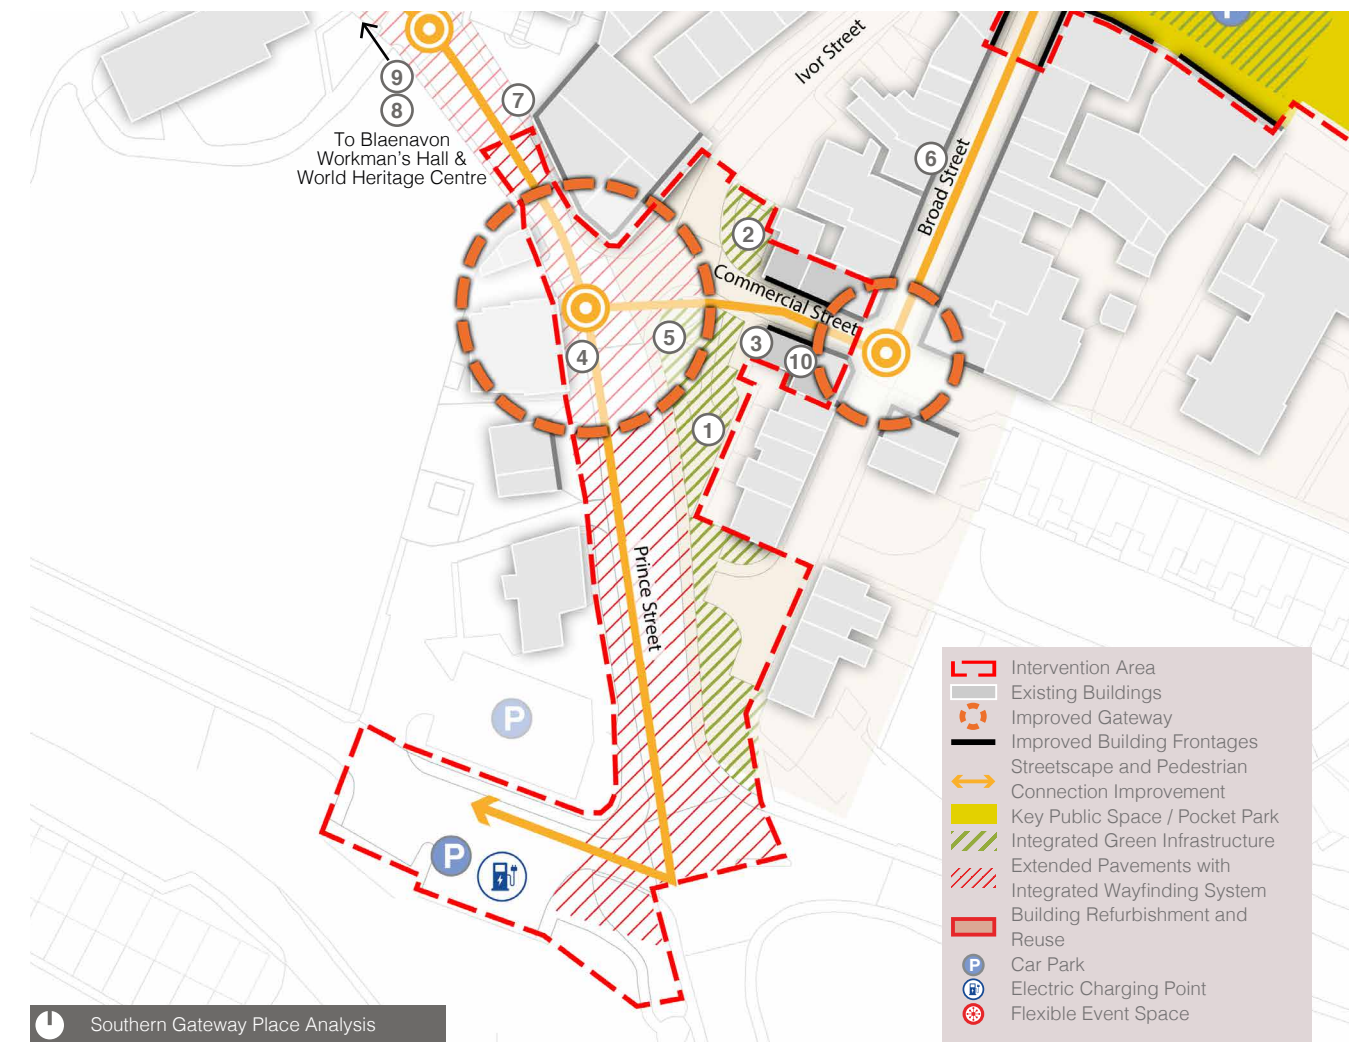 P
Ivor Street
9
8
7
To Blaenavon
Workman's Hall &
World Heritage Centre
6
Broad Street
2
Commercial Street
5
3
4
10
1
Prince Street
P
P
Intervention Area
Existing Buildings
Improved Gateway
Improved Building Frontages
Streetscape and Pedestrian
Connection Improvement
Key Public Space / Pocket Park
Integrated Green Infrastructure
Extended Pavements with
Integrated Wayfinding System
Building Refurbishment and
Reuse
P Car Park
Electric Charging Point
Flexible Event Space
Southern Gateway Place Analysis